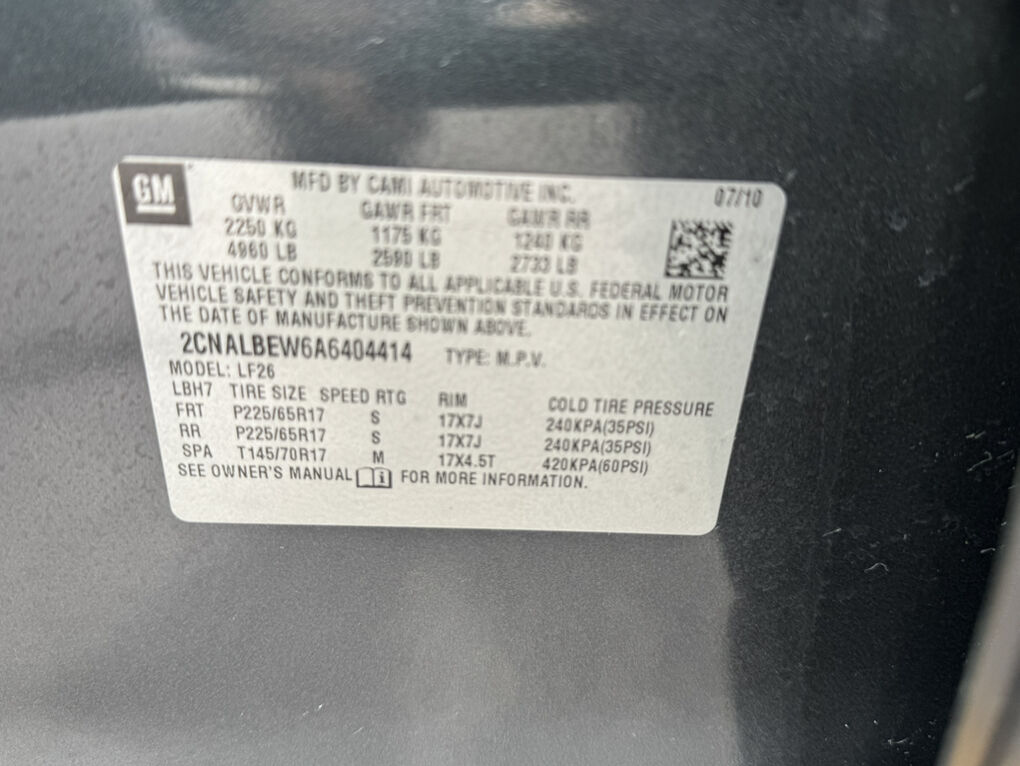 GM
MFD BY CAMI AUTOMOTIVE INC. 07/10
GVWR GAWR FRT GAWR RR
2250 KG 1175 KG 1240 KG
4960 LB 2590 LB 2733 LB
THIS VEHICLE CONFORMS TO ALL APPLICABLE U.S. FEDERAL MOTOR
VEHICLE SAFETY AND THEFT PREVENTION STANDARDS IN EFFECT ON
THE DATE OF MANUFACTURE SHOWN ABOVE.
2CNALBEW6A6404414 TYPE: M.P.V.
MODEL: LF26
LBH7 TIRE SIZE SPEED RTG RIM COLD TIRE PRESSURE
FRT P225/65R17 S 17X7J 240KPA(35PSI)
RR P225/65R17 S 17X7J 240KPA(35PSI)
SPA T145/70R17 M 17X4.5T 420KPA(60PSI)
SEE OWNER'S MANUAL i FOR MORE INFORMATION.